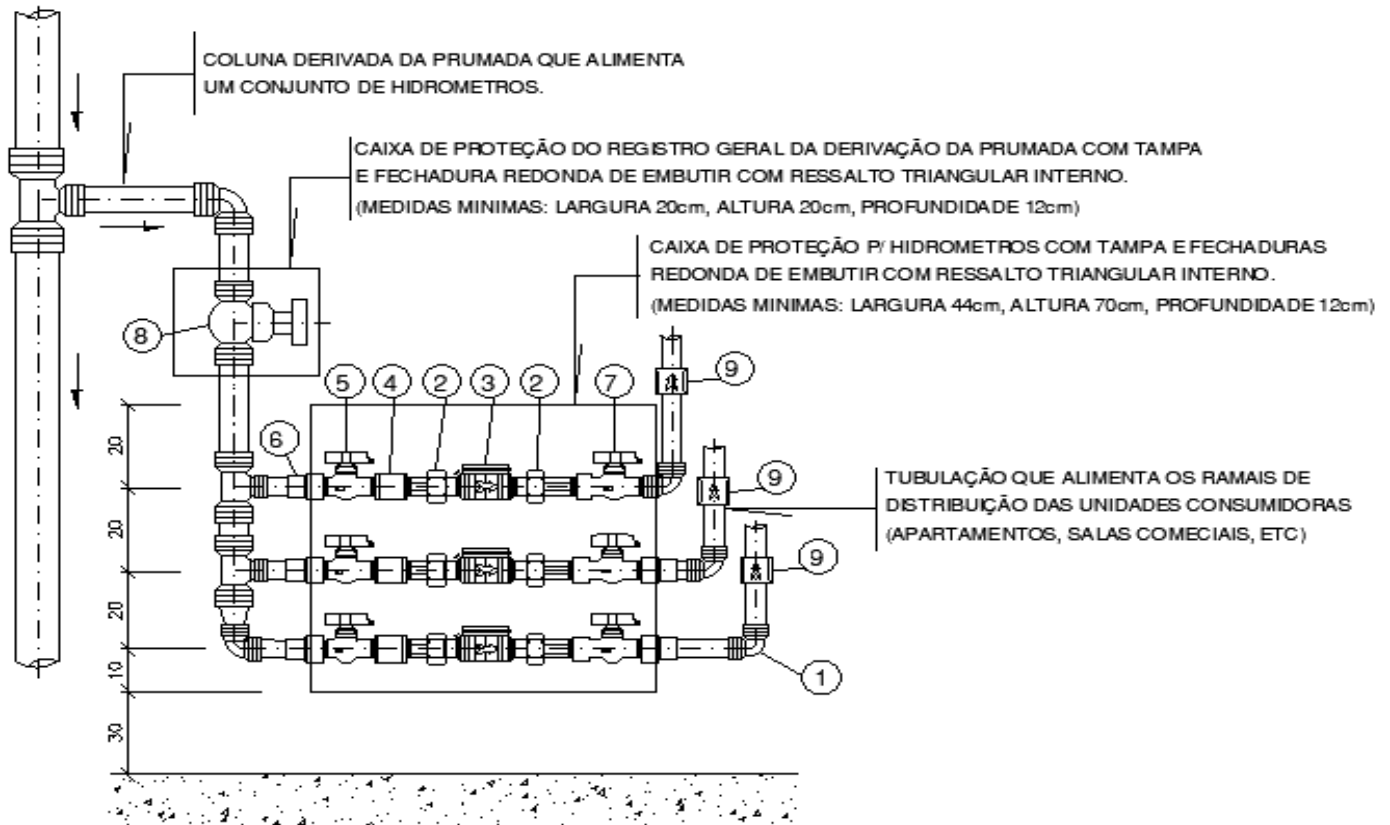 COLUNA DERIVADA DA PRUMADA QUE ALIMENTA
UM CONJUNTO DE HIDROMETROS.
CAIXA DE PROTEÇÃO DO REGISTRO GERAL DA DERIVAÇÃO DA PRUMADA COM TAMPA
E FECHADURA REDONDA DE EMBUTIR COM RESSALTO TRIANGULAR INTERNO.
(MEDIDAS MINIMAS: LARGURA 20cm, ALTURA 20cm, PROFUNDIDADE 12cm)
CAIXA DE PROTEÇÃO P/ HIDROMETROS COM TAMPA E FECHADURAS
REDONDA DE EMBUTIR COM RESSALTO TRIANGULAR INTERNO.
(MEDIDAS MINIMAS: LARGURA 44cm, ALTURA 70cm, PROFUNDIDADE 12cm)
8
5 4 2 3 2 7 9
6
9
TUBULAÇÃO QUE ALIMENTA OS RAMAIS DE
DISTRIBUIÇÃO DAS UNIDADES CONSUMIDORAS
(APARTAMENTOS, SALAS COMECIAIS, ETC)
9
1
20
20
20
10
30